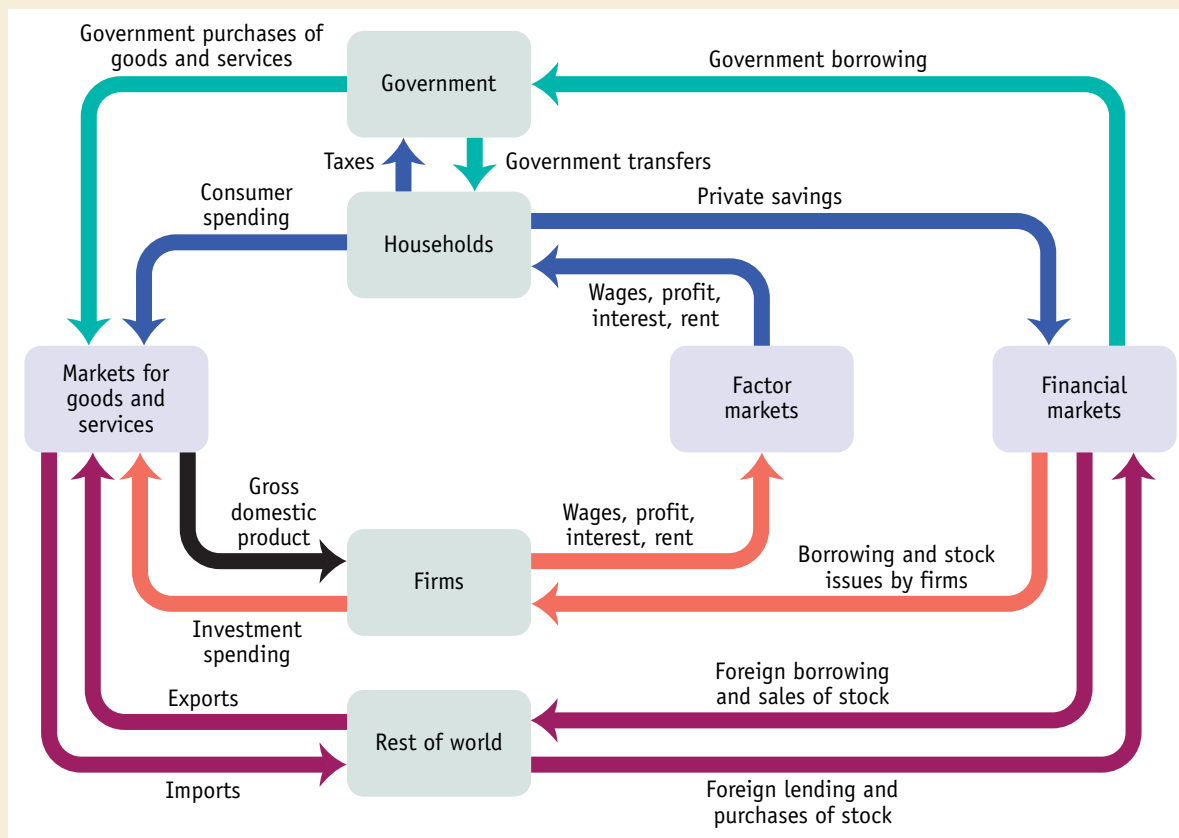 Government purchases of
goods and services
Government
Government borrowing
Taxes
Government transfers
Consumer
spending
Private savings
Households
Wages, profit,
interest, rent
Markets for
goods and
services
Factor
markets
Financial
markets
Gross
domestic
product
Wages, profit,
interest, rent
Firms
Borrowing and stock
issues by firms
Investment
spending
Foreign borrowing
and sales of stock
Exports
Rest of world
Imports
Foreign lending and
purchases of stock